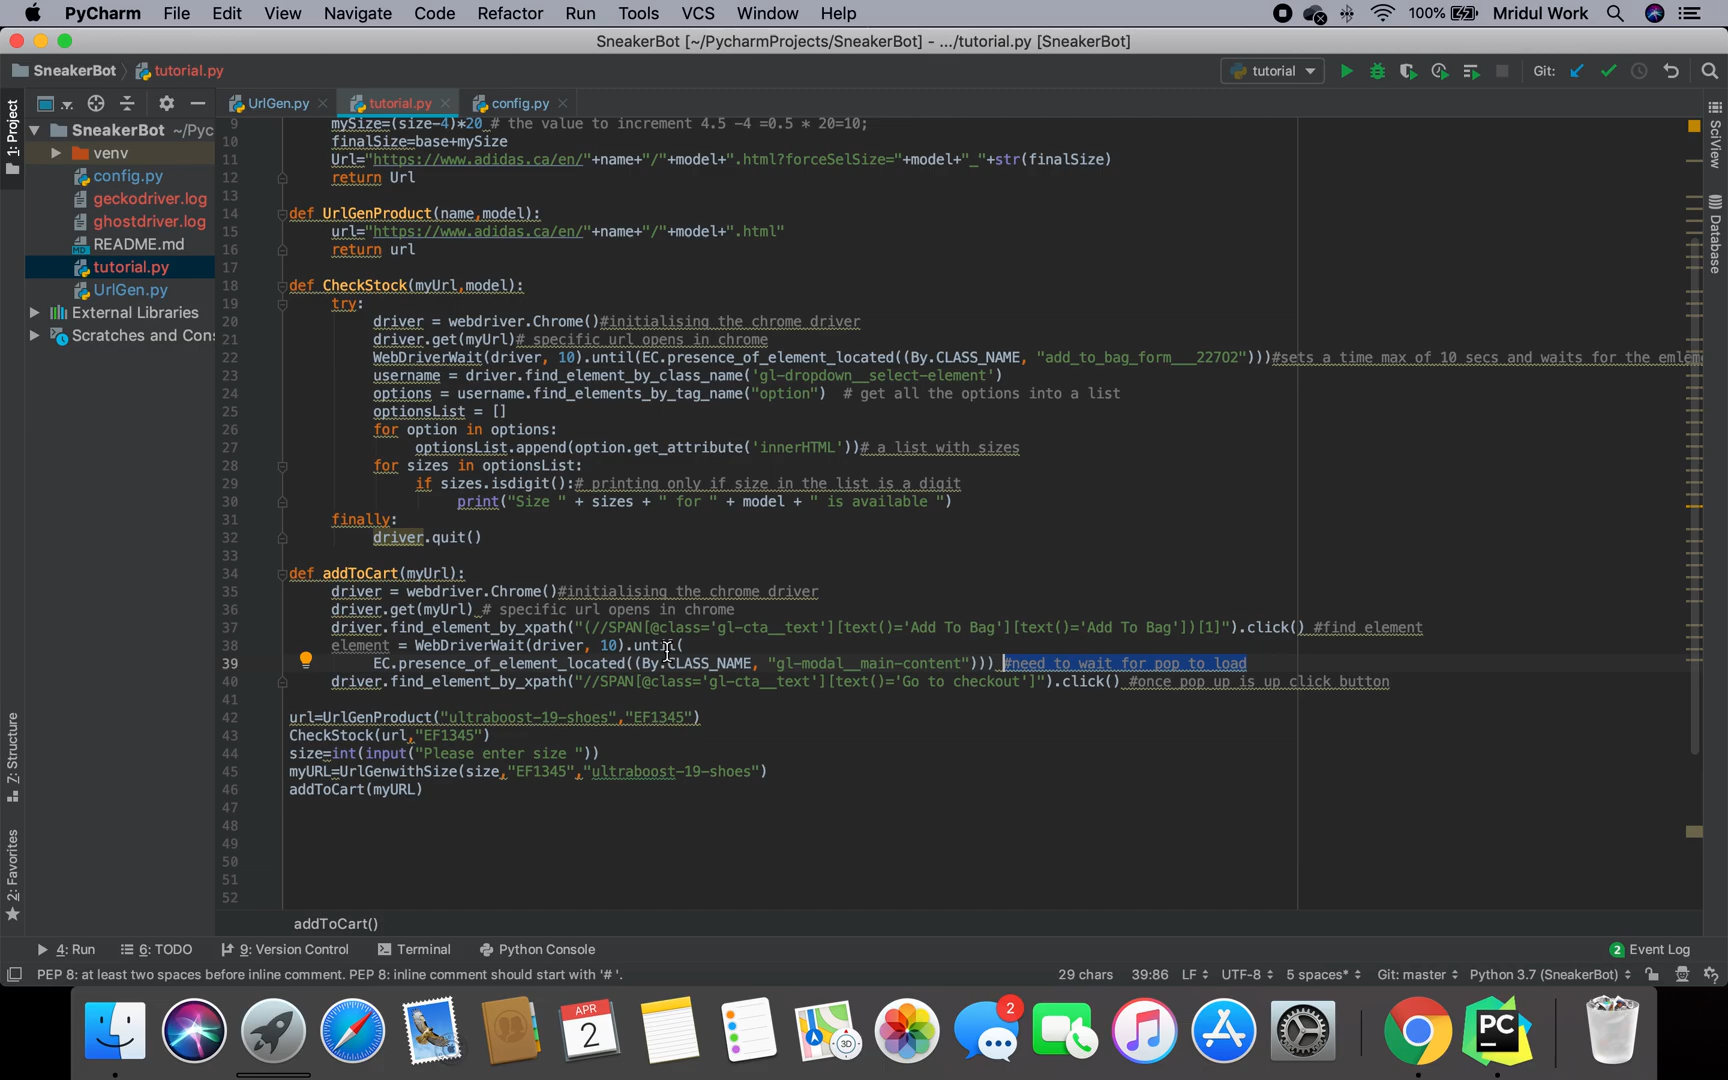 PyCharm File Edit View Navigate Code Refactor Run Tools VCS Window Help 100% Mridul Work
SneakerBot [~/PycharmProjects/SneakerBot] - .../tutorial.py [SneakerBot]
SneakerBot tutorial.py tutorial Git:
UrlGen.py tutorial.py config.py
1: Project
SneakerBot ~/Pyc
venv
config.py
geckodriver.log
ghostdriver.log
README.md
tutorial.py
UrlGen.py
External Libraries
Scratches and Con
7: Structure
2: Favorites
SciView
Database
9 mySize=(size-4)*20 # the value to increment 4.5 -4 =0.5 * 20=10;
10 finalSize=base+mySize
11 Url="https://www.adidas.ca/en/"+name+"/"+model+".html?forceSelSize="+model+"_"+str(finalSize)
12 return Url
13
14 def UrlGenProduct(name,model):
15 url="https://www.adidas.ca/en/"+name+"/"+model+".html"
16 return url
17
18 def CheckStock(myUrl,model):
19 try:
20 driver = webdriver.Chrome()#initialising the chrome driver
21 driver.get(myUrl)# specific url opens in chrome
22 WebDriverWait(driver, 10).until(EC.presence_of_element_located((By.CLASS_NAME, "add_to_bag_form___22702")))#sets a time max of 10 secs and waits for the emlem
23 username = driver.find_element_by_class_name('gl-dropdown__select-element')
24 options = username.find_elements_by_tag_name("option") # get all the options into a list
25 optionsList = []
26 for option in options:
27 optionsList.append(option.get_attribute('innerHTML'))# a list with sizes
28 for sizes in optionsList:
29 if sizes.isdigit():# printing only if size in the list is a digit
30 print("Size " + sizes + " for " + model + " is available ")
31 finally:
32 driver.quit()
33
34 def addToCart(myUrl):
35 driver = webdriver.Chrome()#initialising the chrome driver
36 driver.get(myUrl) # specific url opens in chrome
37 driver.find_element_by_xpath("(//SPAN[@class='gl-cta__text'][text()='Add To Bag'][text()='Add To Bag'])[1]").click() #find element
38 element = WebDriverWait(driver, 10).until(
39 EC.presence_of_element_located((By.CLASS_NAME, "gl-modal__main-content"))) #need to wait for pop to load
40 driver.find_element_by_xpath("//SPAN[@class='gl-cta__text'][text()='Go to checkout']").click() #once pop up is up click button
41
42 url=UrlGenProduct("ultraboost-19-shoes","EF1345")
43 CheckStock(url,"EF1345")
44 size=int(input("Please enter size "))
45 myURL=UrlGenwithSize(size,"EF1345","ultraboost-19-shoes")
46 addToCart(myURL)
47
48
49
50
51
52
addToCart()
4: Run 6: TODO 9: Version Control Terminal Python Console 2 Event Log
PEP 8: at least two spaces before inline comment. PEP 8: inline comment should start with '# '. 29 chars 39:86 LF UTF-8 5 spaces* Git: master Python 3.7 (SneakerBot)
APR
2
3D
2
PC